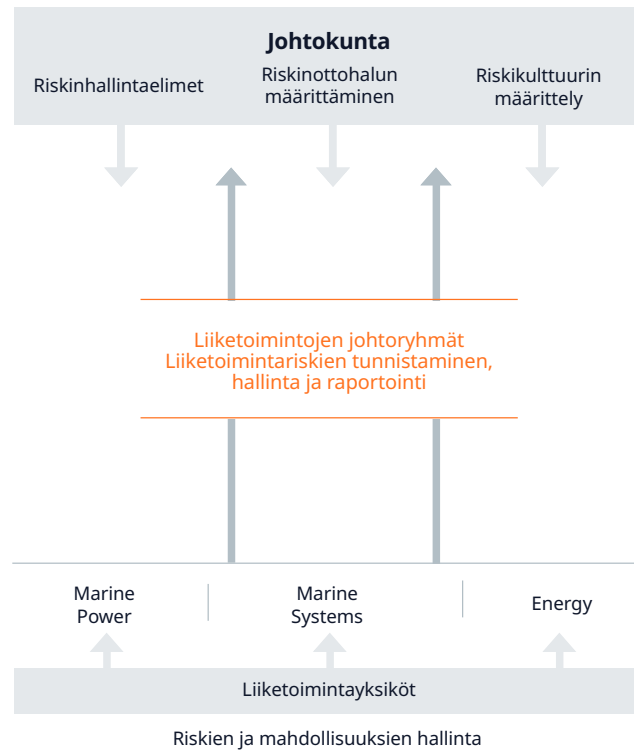 Johtokunta
Riskinhallintaelimet
Riskinottohalun
määrittäminen
Riskikulttuurin
määrittely
Liiketoimintojen johtoryhmät
Liiketoimintariskien tunnistaminen,
hallinta ja raportointi
Marine
Power
Marine
Systems
Energy
Liiketoimintayksiköt
Riskien ja mahdollisuuksien hallinta